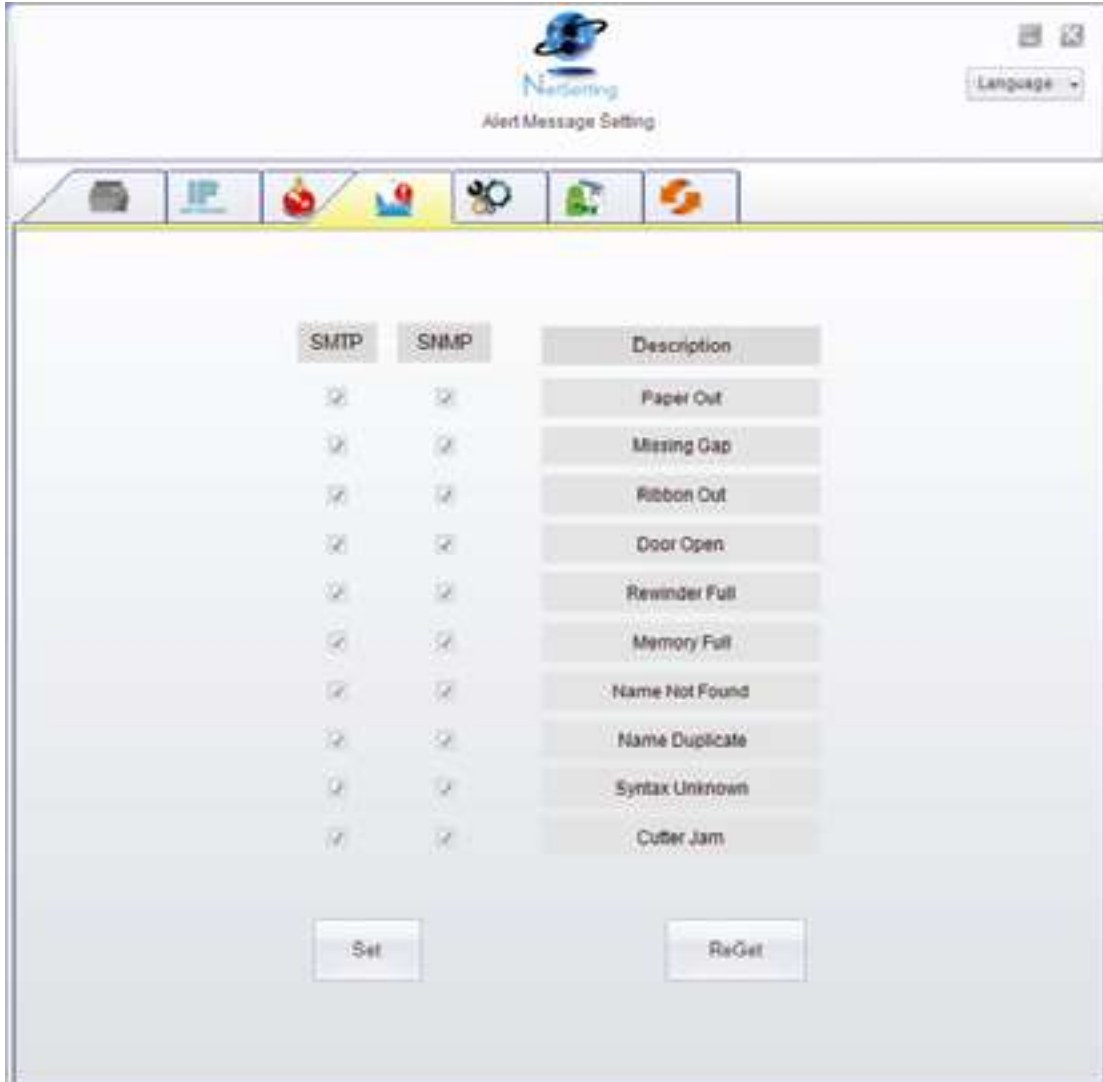 NetSetting
Language
Alert Message Setting
IP
SMTP SNMP Description
Paper Out
Missing Gap
Ribbon Out
Door Open
Rewinder Full
Memory Full
Name Not Found
Name Duplicate
Syntax Unknown
Cutter Jam
Set ReGet